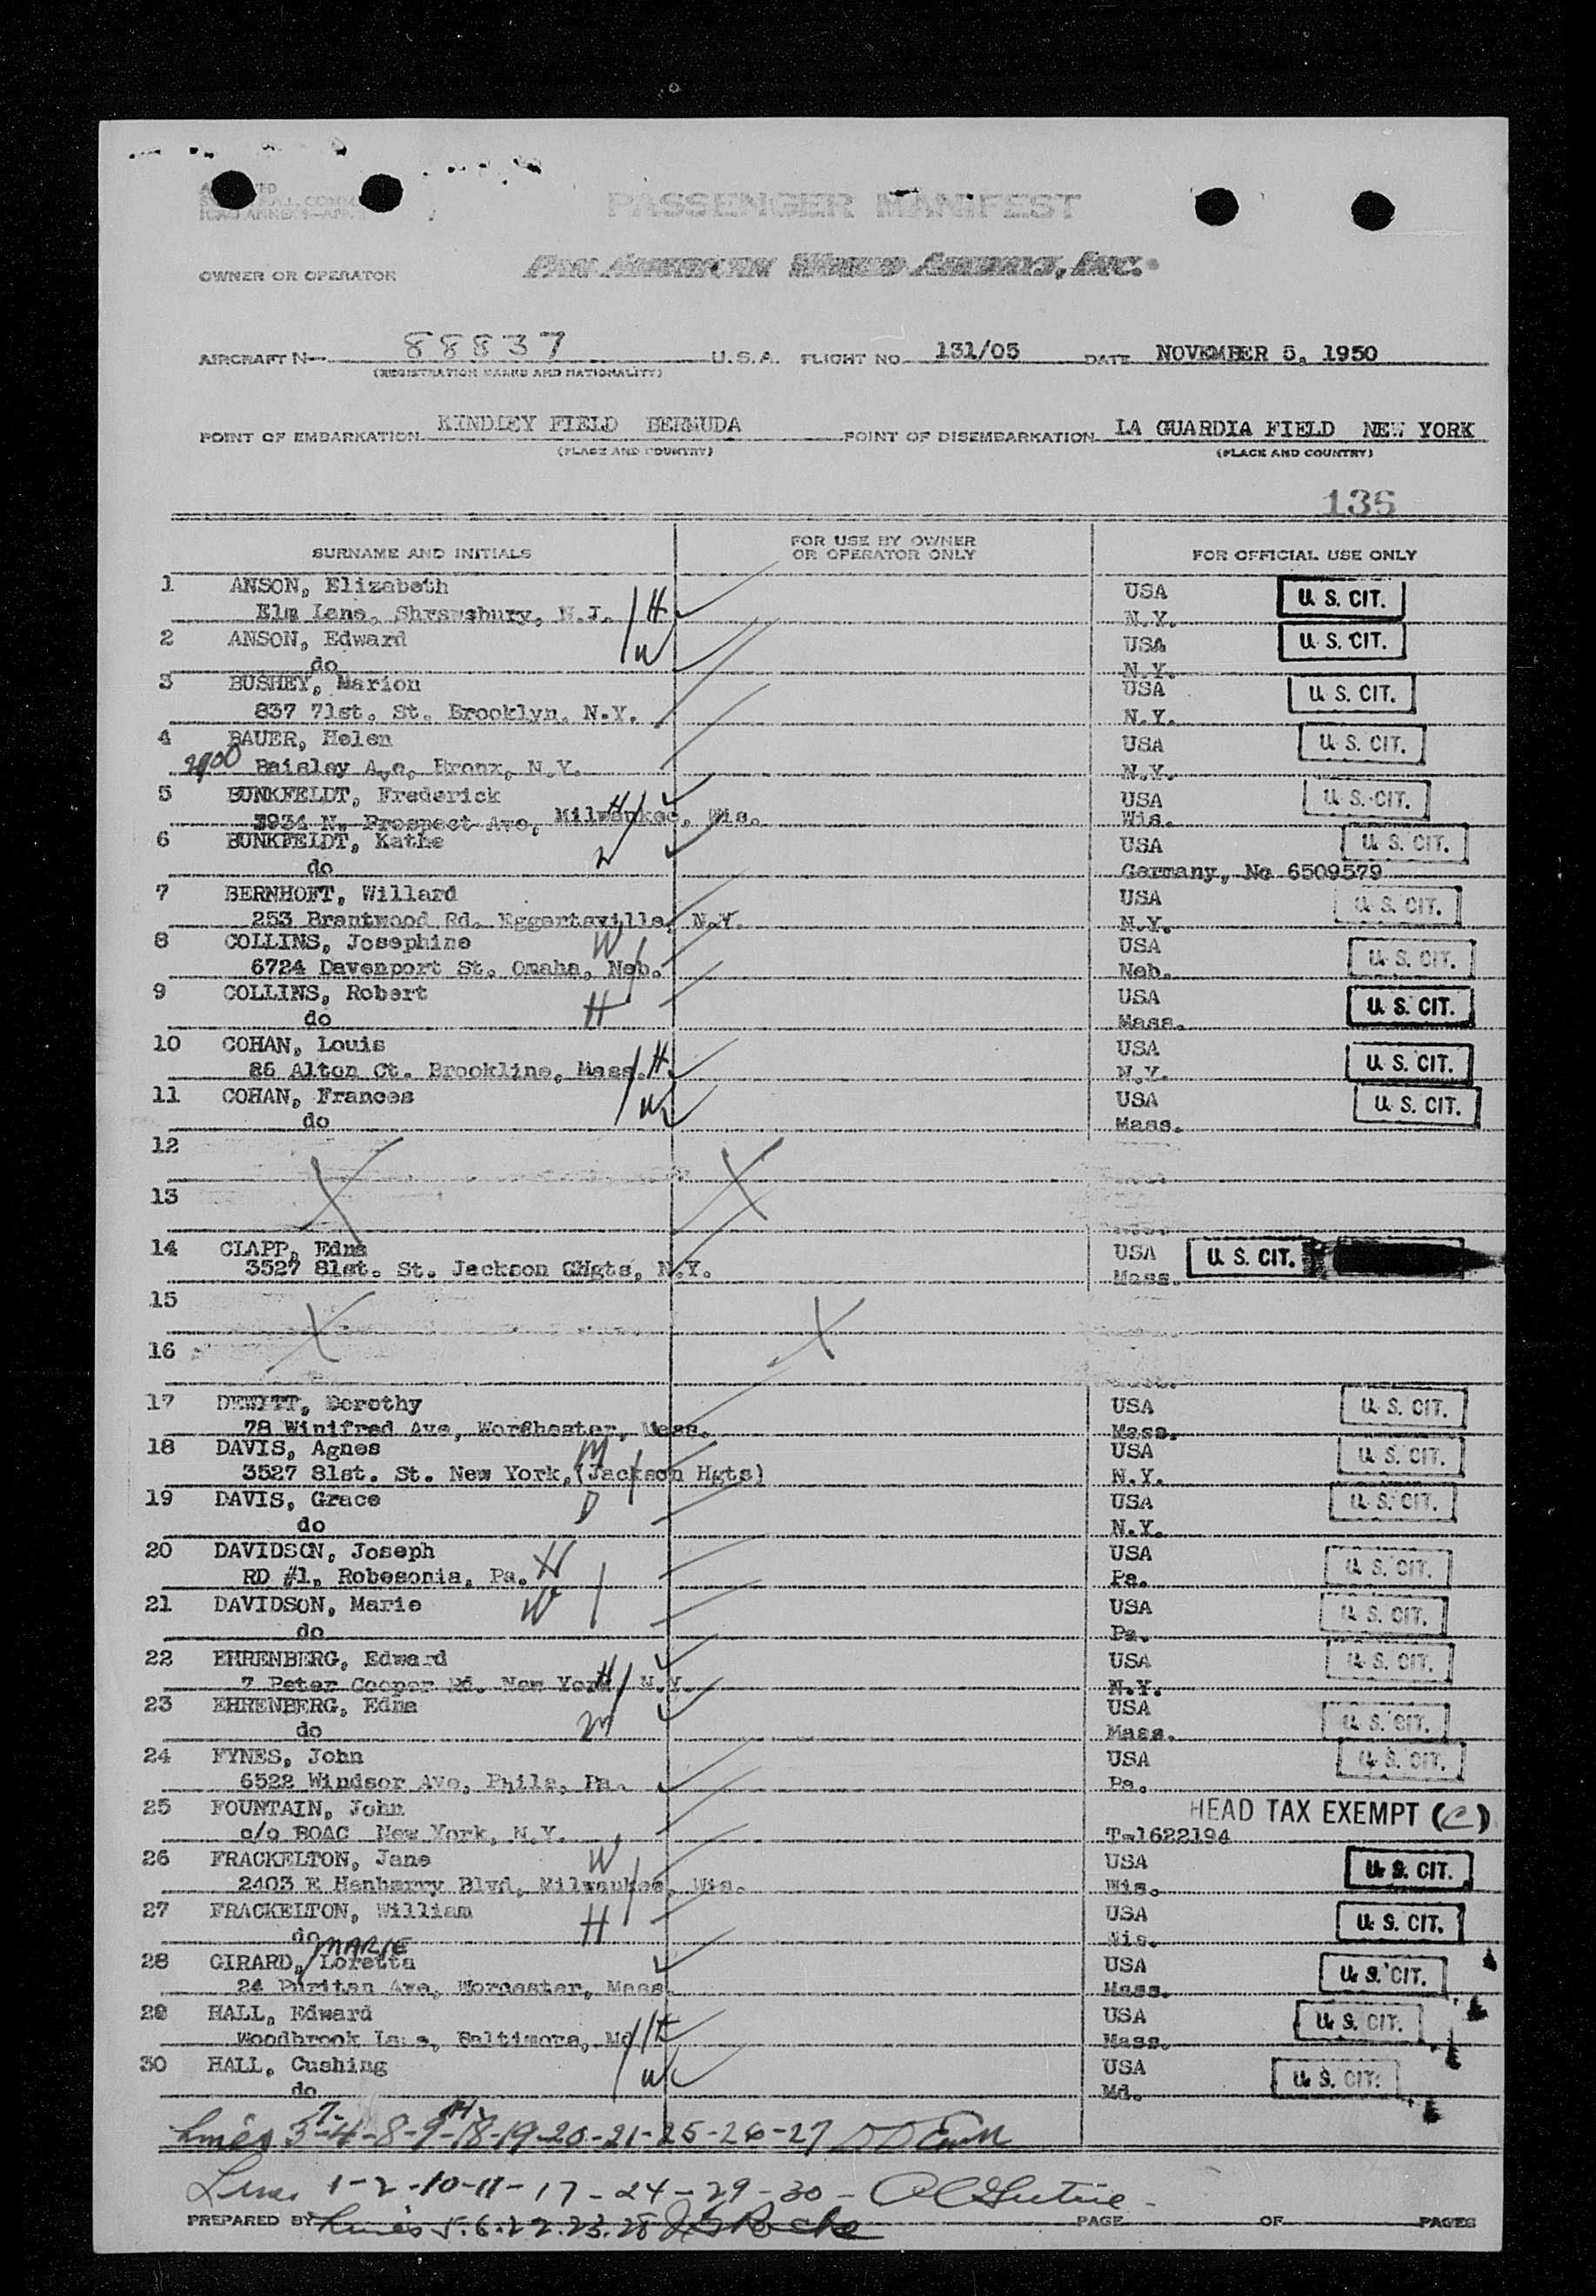 PASSENGER MANIFEST
OWNER OR OPERATOR PAN AMERICAN WORLD AIRWAYS, INC.
AIRCRAFT N- 88837 U.S.A. FLIGHT NO. 131/05 DATE NOVEMBER 5, 1950
(REGISTRATION MARKS AND NATIONALITY)
POINT OF EMBARKATION KINDLEY FIELD BERMUDA POINT OF DISEMBARKATION LA GUARDIA FIELD NEW YORK
(PLACE AND COUNTRY) (PLACE AND COUNTRY)
136
SURNAME AND INITIALS FOR USE BY OWNER OR OPERATOR ONLY FOR OFFICIAL USE ONLY
1 ANSON, Elizabeth USA U. S. CIT.
Elm Lane, Shrewsbury, N.J. H N.Y.
2 ANSON, Edward USA U. S. CIT.
do W N.Y.
3 BUSHEY, Marion USA U. S. CIT.
837 71st. St. Brooklyn, N.Y. N.Y.
4 BAUER, Helen USA U. S. CIT.
Baisley Ave, Bronx, N.Y. N.Y.
5 BUNKFELDT, Frederick USA U. S. CIT.
3934 N. Prospect Ave, Milwaukee, Wis. H Wis.
6 BUNKFELDT, Kathe USA U. S. CIT.
do W Germany, No 6509579
7 BERNHOFT, Willard USA U. S. CIT.
253 Brentwood Rd. Eggertsville, N.Y. N.Y.
8 COLLINS, Josephine W USA U. S. CIT.
6724 Davenport St. Omaha, Neb. Neb.
9 COLLINS, Robert USA U. S. CIT.
do H Mass.
10 COHAN, Louis USA U. S. CIT.
85 Alton Ct. Brookline, Mass. H N.Y.
11 COHAN, Frances USA U. S. CIT.
do W Mass.
12
13
14 CLAPP, Edna USA U. S. CIT.
3527 81st. St. Jackson GHgts, N.Y. Mass.
15
16
17 DEWITT, Dorothy USA U. S. CIT.
78 Winifred Ave, Worchester, Mass. Mass.
18 DAVIS, Agnes M USA U. S. CIT.
3527 81st. St. New York, (Jackson Hgts) N.Y.
19 DAVIS, Grace D USA U. S. CIT.
do N.Y.
20 DAVIDSON, Joseph USA U. S. CIT.
RD #1, Robesonia, Pa. H Pa.
21 DAVIDSON, Marie W USA U. S. CIT.
do Pa.
22 EHRENBERG, Edward USA U. S. CIT.
7 Peter Cooper Rd. New York, N.Y. H N.Y.
23 EHRENBERG, Edna USA U. S. CIT.
do Mass.
24 FYNES, John USA U. S. CIT.
6522 Windsor Ave, Phila, Pa. Pa.
25 FOUNTAIN, John HEAD TAX EXEMPT (C)
c/o BOAC New York, N.Y. T-1622194
26 FRACKELTON, Jane W USA U. S. CIT.
2403 E Menbarry Blvd, Milwaukee, Wis. Wis.
27 FRACKELTON, William USA U. S. CIT.
do H Wis.
MARIE
28 GIRARD, Loretta USA U. S. CIT.
24 Puritan Ave, Worcester, Mass. Mass.
29 HALL, Edward USA U. S. CIT.
Woodbrook Lane, Baltimore, Md. H Mass.
30 HALL, Cushing USA U. S. CIT.
do W Md.
Lines 3-4-8-9-18-19-20-21-25-26-27
7-
Lines 1-2-10-11-17-24-29-30-
PREPARED BY Lines 5.6.22.23.28 PAGE OF PAGES